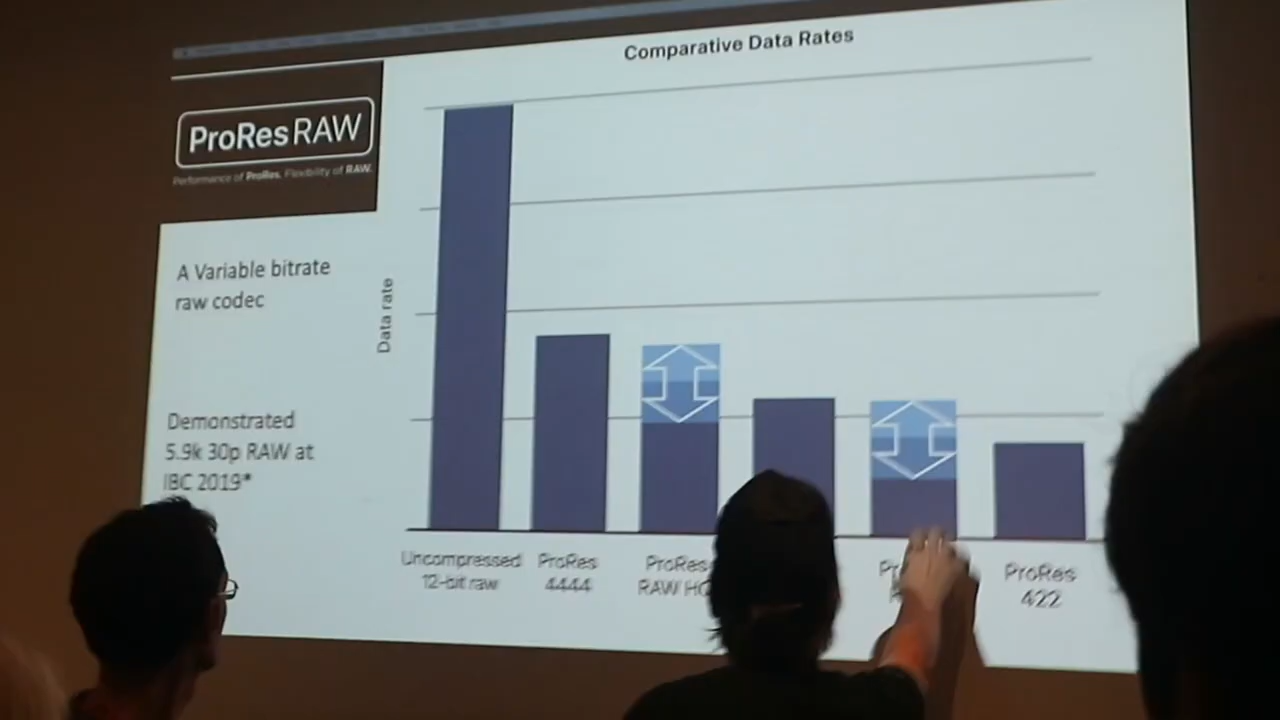 Comparative Data Rates
ProRes RAW
Performance of ProRes. Flexibility of RAW.
A Variable bitrate
raw codec
Demonstrated
5.9k 30p RAW at
IBC 2019*
Data rate
Uncompressed
12-bit raw
ProRes
4444
ProRes
RAW HQ
ProRes
422